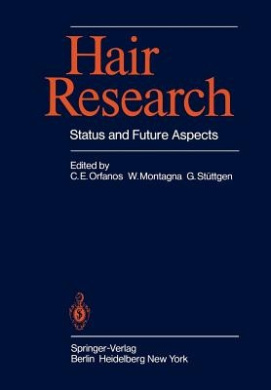 Hair
Research
Status and Future Aspects
Edited by
C.E.Orfanos W.Montagna G.Stüttgen
Springer-Verlag
Berlin Heidelberg New York